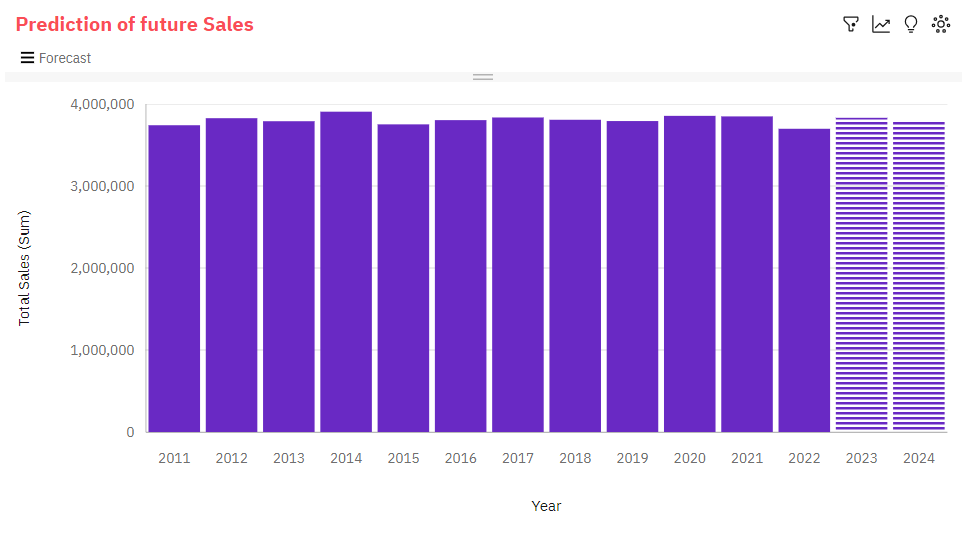 Prediction of future Sales
Forecast
Total Sales (Sum)
4,000,000
3,000,000
2,000,000
1,000,000
0
2011 2012 2013 2014 2015 2016 2017 2018 2019 2020 2021 2022 2023 2024
Year